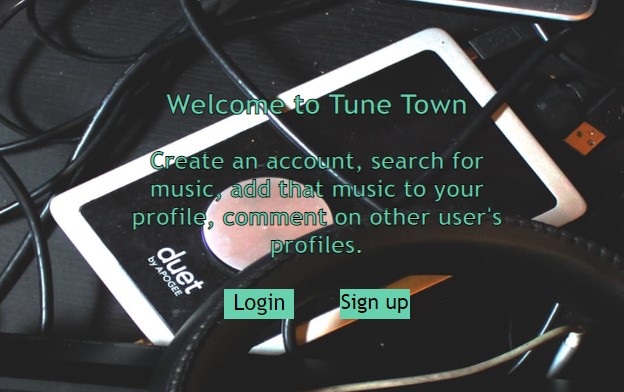 Welcome to Tune Town
Create an account, search for
music, add that music to your
profile, comment on other user's
profiles.
duet
by APOGEE
Login
Sign up